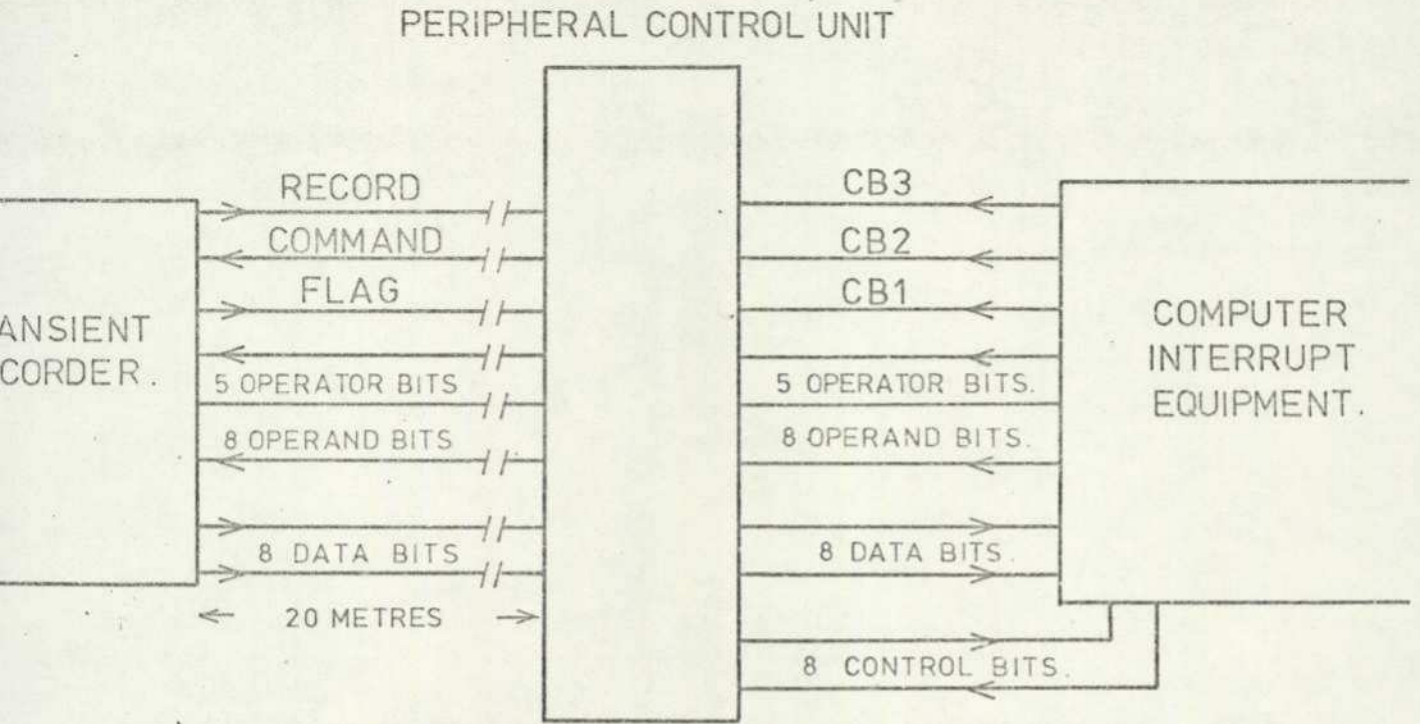 PERIPHERAL CONTROL UNIT
RECORD
COMMAND
FLAG
5 OPERATOR BITS
8 OPERAND BITS
8 DATA BITS
20 METRES
ANSIENT
CORDER.
CB3
CB2
CB1
5 OPERATOR BITS.
8 OPERAND BITS.
8 DATA BITS.
8 CONTROL BITS.
COMPUTER
INTERRUPT
EQUIPMENT.